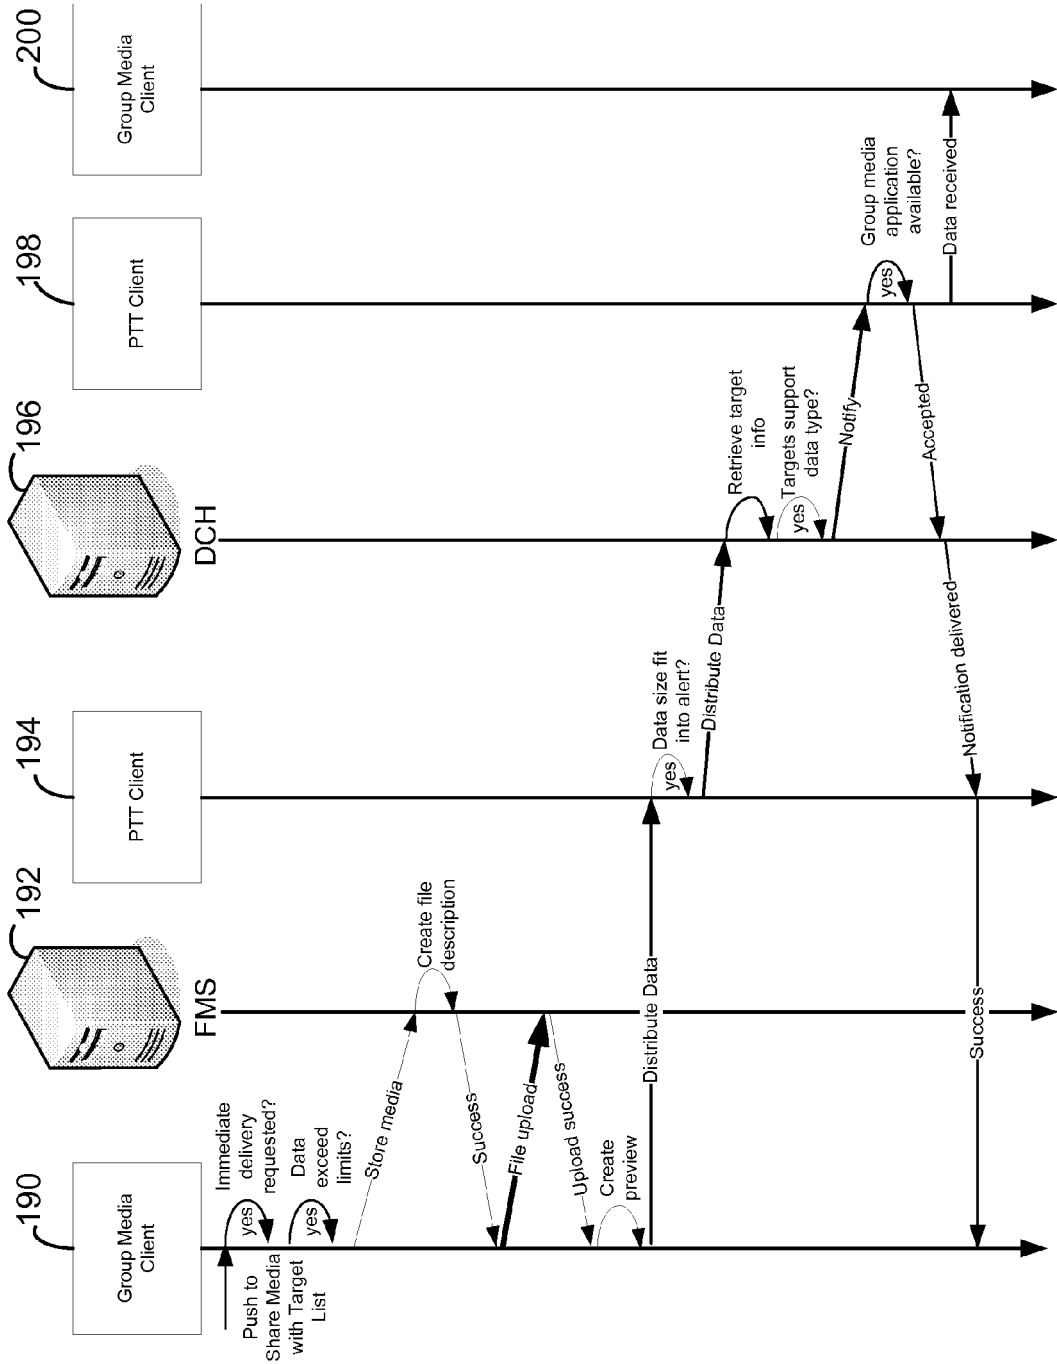 190
Group Media
Client
192
FMS
194
PTT Client
196
DCH
198
PTT Client
200
Group Media
Client
Push to
Share Media
with Target
List
Immediate
delivery
requested?
yes
Data
exceed
limits?
yes
Store media
Create file
description
Success
File upload
Upload success
Create
preview
Distribute Data
Data size fit
into alert?
yes
Distribute Data
Retrieve target
info
Targets support
data type?
yes
Notify
Group media
application
available?
yes
Accepted
Data received
Notification delivered
Success